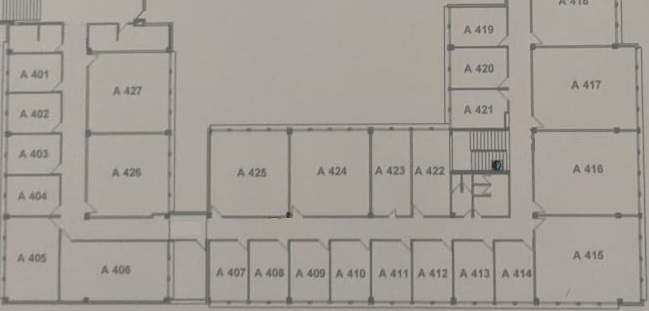 A 418
A 419
A 401
A 420
A 417
A 427
A 402
A 421
A 403
A 425
A 424
A 423
A 422
A 416
A 426
A 404
A 405
A 406
A 407
A 408
A 409
A 410
A 411
A 412
A 413
A 414
A 415